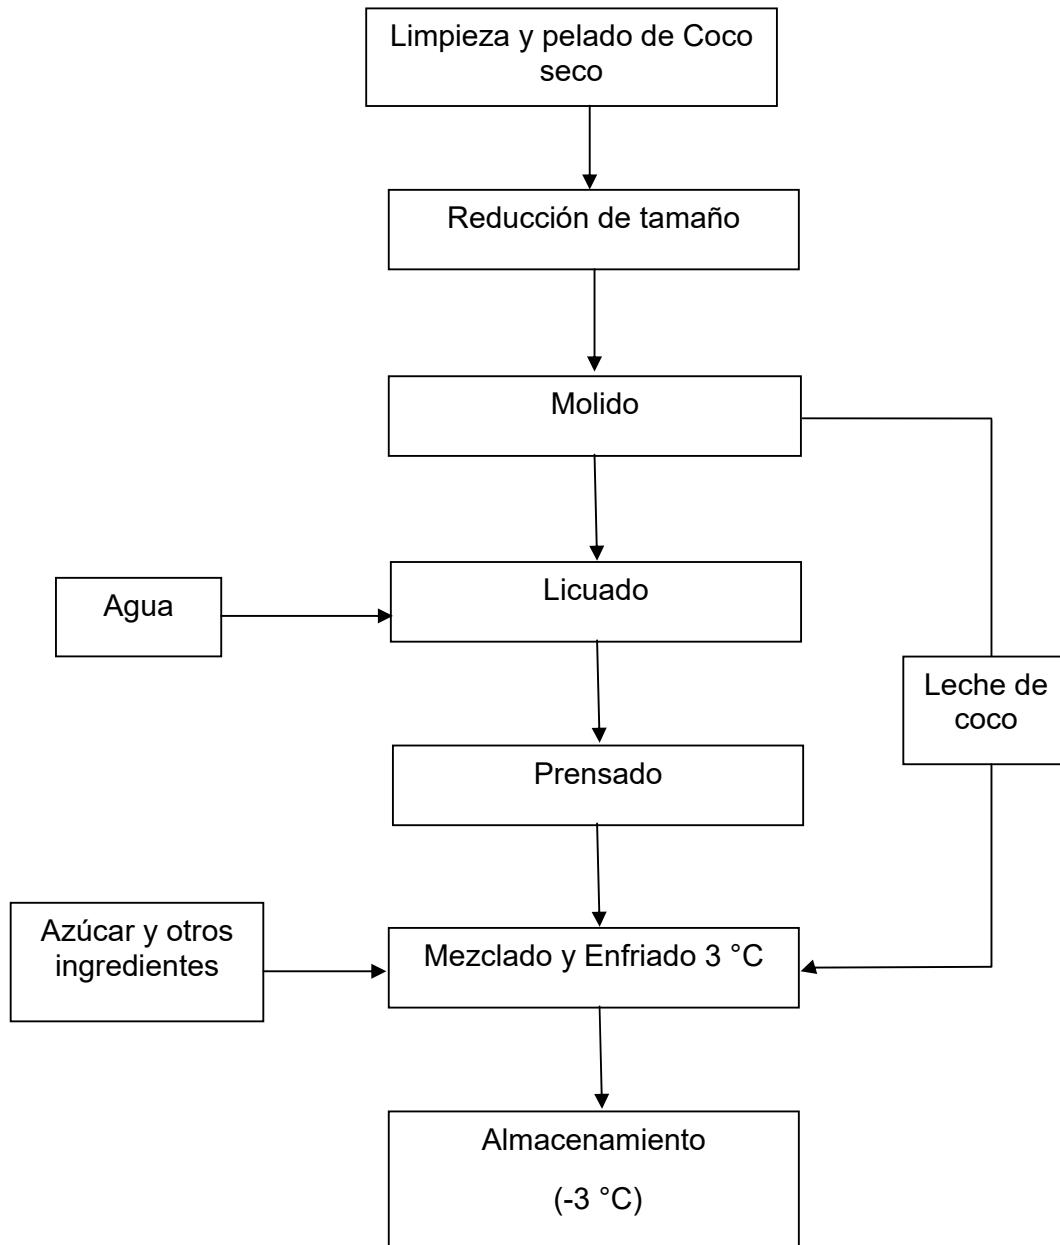 Limpieza y pelado de Coco
seco
Reducción de tamaño
Molido
Licuado
Agua
Leche de
coco
Prensado
Azúcar y otros
ingredientes
Mezclado y Enfriado 3 °C
Almacenamiento
(-3 °C)